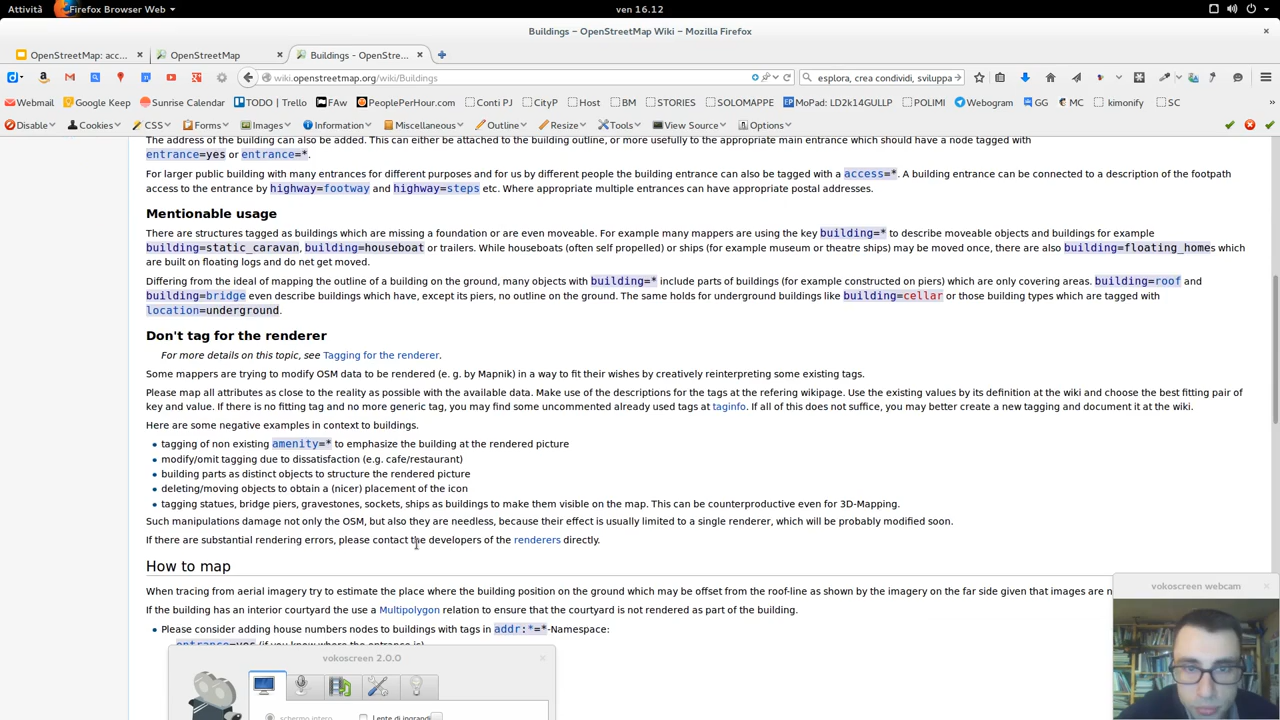 Attività Firefox Browser Web ven 16.12
Buildings – OpenStreetMap Wiki – Mozilla Firefox
OpenStreetMap: acc... × OpenStreetMap × Buildings - OpenStre... ×
wiki.openstreetmap.org/wiki/Buildings esplora, crea condividi, sviluppa
Webmail Google Keep Sunrise Calendar TODO | Trello FAw PeoplePerHour.com Conti PJ CityP Host BM STORIES SOLOMAPPE MoPad: LD2k14GULLP POLIMI Webogram GG MC kimonify SC
Disable Cookies CSS Forms Images Information Miscellaneous Outline Resize Tools View Source Options
The address of the building can also be added. This can either be attached to the building outline, or more usefully to the appropriate main entrance which should have a node tagged with
entrance=yes or entrance=*.
For larger public building with many entrances for different purposes and for us by different people the building entrance can also be tagged with a access=*. A building entrance can be connected to a description of the footpath
access to the entrance by highway=footway and highway=steps etc. Where appropriate multiple entrances can have appropriate postal addresses.
Mentionable usage
There are structures tagged as buildings which are missing a foundation or are even moveable. For example many mappers are using the key building=* to describe moveable objects and buildings for example
building=static_caravan, building=houseboat or trailers. While houseboats (often self propelled) or ships (for example museum or theatre ships) may be moved once, there are also building=floating_homes which
are built on floating logs and do not get moved.
Differing from the ideal of mapping the outline of a building on the ground, many objects with building=* include parts of buildings (for example constructed on piers) which are only covering areas. building=roof and
building=bridge even describe buildings which have, except its piers, no outline on the ground. The same holds for underground buildings like building=cellar or those building types which are tagged with
location=underground.
Don't tag for the renderer
For more details on this topic, see Tagging for the renderer.
Some mappers are trying to modify OSM data to be rendered (e. g. by Mapnik) in a way to fit their wishes by creatively reinterpreting some existing tags.
Please map all attributes as close to the reality as possible with the available data. Make use of the descriptions for the tags at the refering wikipage. Use the existing values by its definition at the wiki and choose the best fitting pair of
key and value. If there is no fitting tag and no more generic tag, you may find some uncommented already used tags at taginfo. If all of this does not suffice, you may better create a new tagging and document it at the wiki.
Here are some negative examples in context to buildings.
• tagging of non existing amenity=* to emphasize the building at the rendered picture
• modify/omit tagging due to dissatisfaction (e.g. cafe/restaurant)
• building parts as distinct objects to structure the rendered picture
• deleting/moving objects to obtain a (nicer) placement of the icon
• tagging statues, bridge piers, gravestones, sockets, ships as buildings to make them visible on the map. This can be counterproductive even for 3D-Mapping.
Such manipulations damage not only the OSM, but also they are needless, because their effect is usually limited to a single renderer, which will be probably modified soon.
If there are substantial rendering errors, please contact the developers of the renderers directly.
How to map
When tracing from aerial imagery try to estimate the place where the building position on the ground which may be offset from the roof-line as shown by the imagery on the far side given that images are n
If the building has an interior courtyard the use a Multipolygon relation to ensure that the courtyard is not rendered as part of the building.
• Please consider adding house numbers nodes to buildings with tags in addr:*=*-Namespace:
entrance=yes (if you know where the entrance is)
vokoscreen webcam
vokoscreen 2.0.0
schermo intero Lente di ingrandi